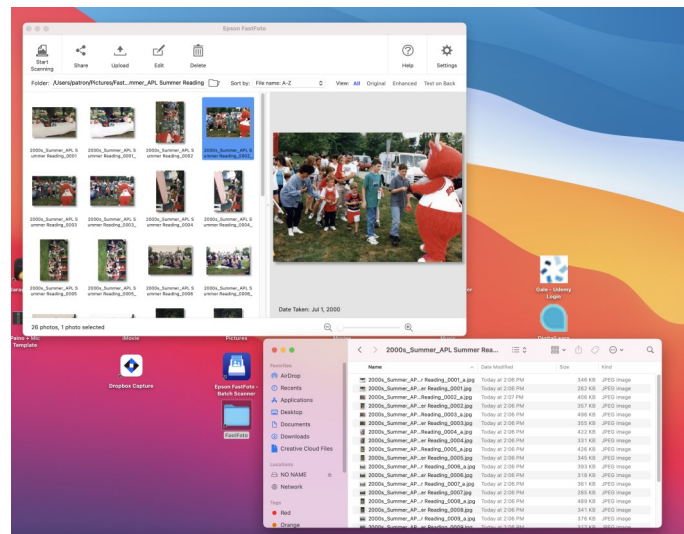 Epson FastFoto
Start Scanning
Share
Upload
Edit
Delete
Help
Settings
Folder: /Users/patron/Pictures/Fast...mmer_APL Summer Reading
Sort by: File name: A-Z
View: All Original Enhanced Text on Back
2000s_Summer_APL S
ummer Reading_0001
2000s_Summer_APL S
ummer Reading_0001_
2000s_Summer_APL S
ummer Reading_0002
2000s_Summer_APL S
ummer Reading_0002_
2000s_Summer_APL S
ummer Reading_0003
2000s_Summer_APL S
ummer Reading_0003_
2000s_Summer_APL S
ummer Reading_0004
2000s_Summer_APL S
ummer Reading_0004_
2000s_Summer_APL S
ummer Reading_0005
2000s_Summer_APL S
ummer Reading_0005_
2000s_Summer_APL S
ummer Reading_0006
2000s_Summer_APL S
ummer Reading_0006_
Date Taken: Jul 1, 2000
26 photos, 1 photo selected
Gale - Udemy
Login
Template
iMovie
Pictures
Dropbox Capture
Epson FastFoto -
Batch Scanner
FastFoto
2000s_Summer_APL Summer Rea...
Favorites
AirDrop
Recents
Applications
Desktop
Documents
Downloads
Creative Cloud Files
Locations
NO NAME
Network
Tags
Red
Orange
Name Date Modified Size Kind
2000s_Summer_AP...r Reading_0001_a.jpg Today at 2:06 PM 346 KB JPEG image
2000s_Summer_AP...er Reading_0001.jpg Today at 2:06 PM 262 KB JPEG image
2000s_Summer_AP...Reading_0002_a.jpg Today at 2:07 PM 406 KB JPEG image
2000s_Summer_AP...er Reading_0002.jpg Today at 2:06 PM 357 KB JPEG image
2000s_Summer_AP...Reading_0003_a.jpg Today at 2:06 PM 496 KB JPEG image
2000s_Summer_AP...er Reading_0003.jpg Today at 2:06 PM 355 KB JPEG image
2000s_Summer_AP...Reading_0004_a.jpg Today at 2:06 PM 422 KB JPEG image
2000s_Summer_AP...er Reading_0004.jpg Today at 2:06 PM 331 KB JPEG image
2000s_Summer_AP...Reading_0005_a.jpg Today at 2:06 PM 426 KB JPEG image
2000s_Summer_AP...er Reading_0005.jpg Today at 2:06 PM 345 KB JPEG image
2000s_Summer_AP...r Reading_0006_a.jpg Today at 2:06 PM 393 KB JPEG image
2000s_Summer_AP...er Reading_0006.jpg Today at 2:06 PM 318 KB JPEG image
2000s_Summer_AP...r Reading_0007_a.jpg Today at 2:06 PM 361 KB JPEG image
2000s_Summer_AP...er Reading_0007.jpg Today at 2:06 PM 285 KB JPEG image
2000s_Summer_AP...r Reading_0008_a.jpg Today at 2:06 PM 469 KB JPEG image
2000s_Summer_AP...er Reading_0008.jpg Today at 2:06 PM 341 KB JPEG image
2000s_Summer_AP...r Reading_0009_a.jpg Today at 2:06 PM 376 KB JPEG image